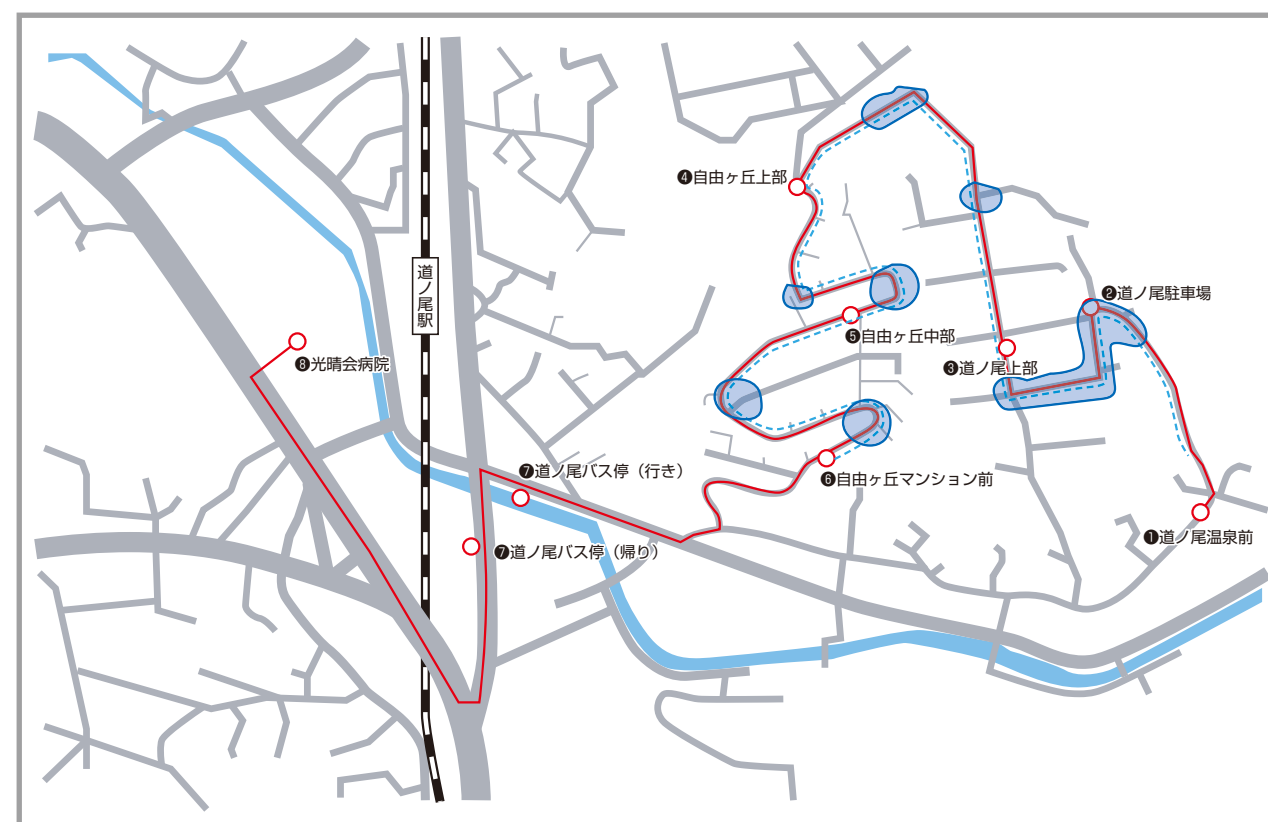 ❹自由ヶ丘上部
道ノ尾駅
❷道ノ尾駐車場
❺自由ヶ丘中部
❽光晴会病院
❸道ノ尾上部
❼道ノ尾バス停（行き）
❻自由ヶ丘マンション前
❶道ノ尾温泉前
❼道ノ尾バス停（帰り）